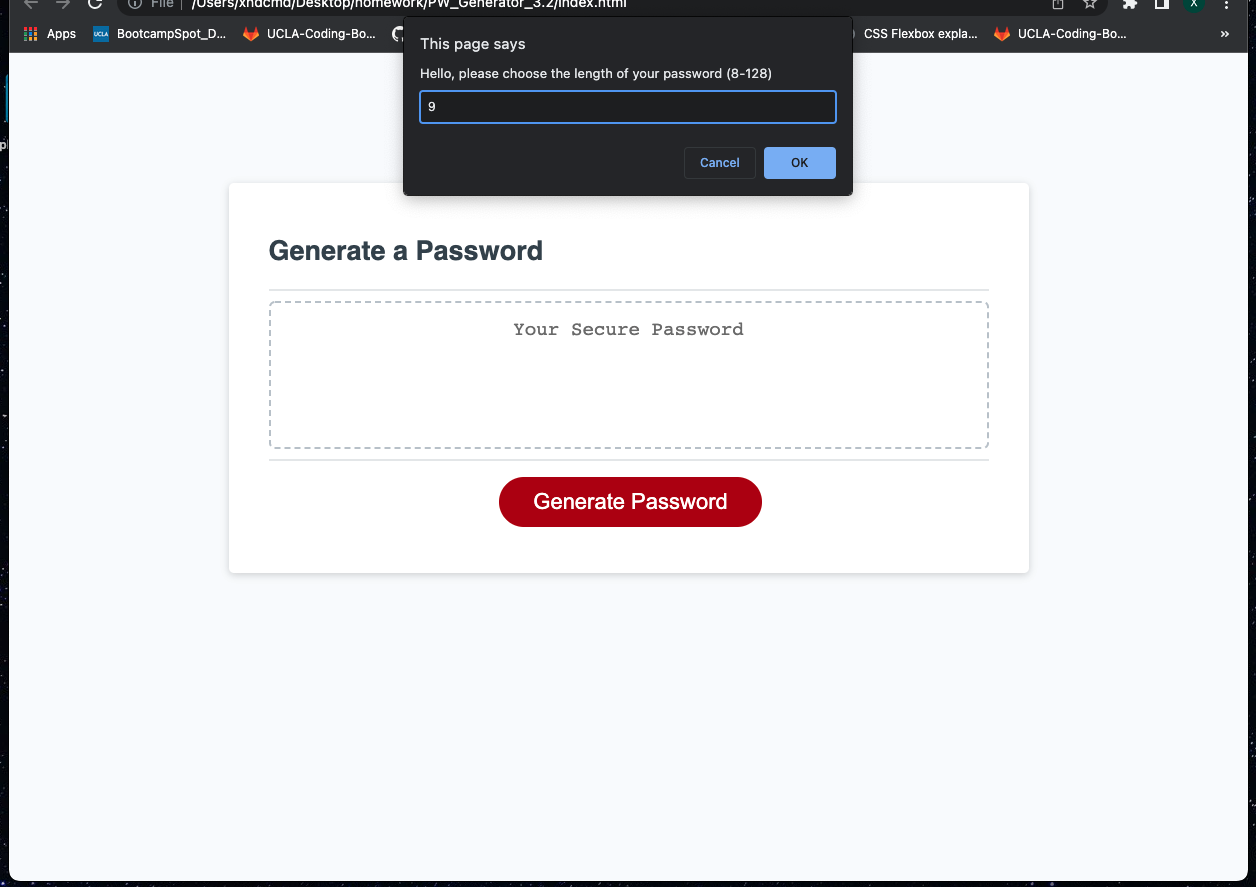 File /Users/xhdcmd/Desktop/homework/PW_Generator_3.2/index.html X
Apps UCLA BootcampSpot_D... UCLA-Coding-Bo... CSS Flexbox expla... UCLA-Coding-Bo... »
This page says
Hello, please choose the length of your password (8-128)
9
Cancel OK
Generate a Password
Your Secure Password
Generate Password